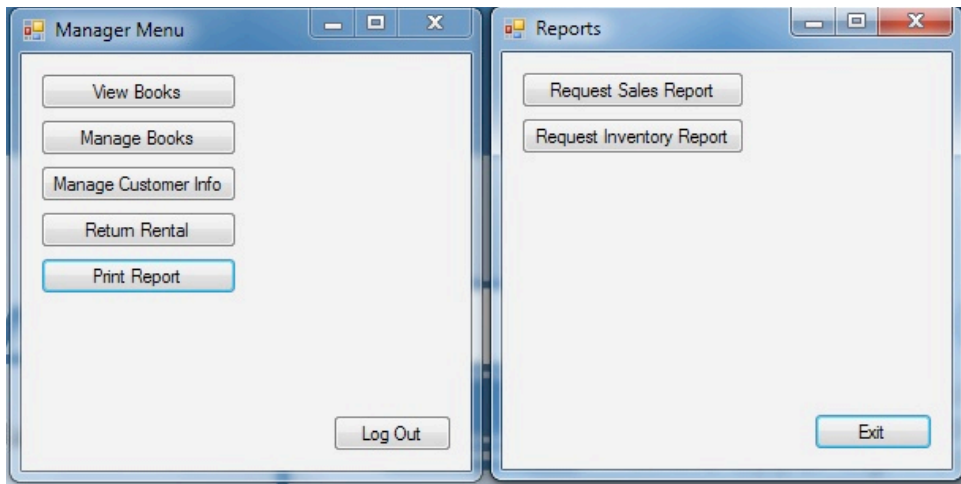 Manager Menu
View Books
Manage Books
Manage Customer Info
Return Rental
Print Report
Log Out
Reports
Request Sales Report
Request Inventory Report
Exit